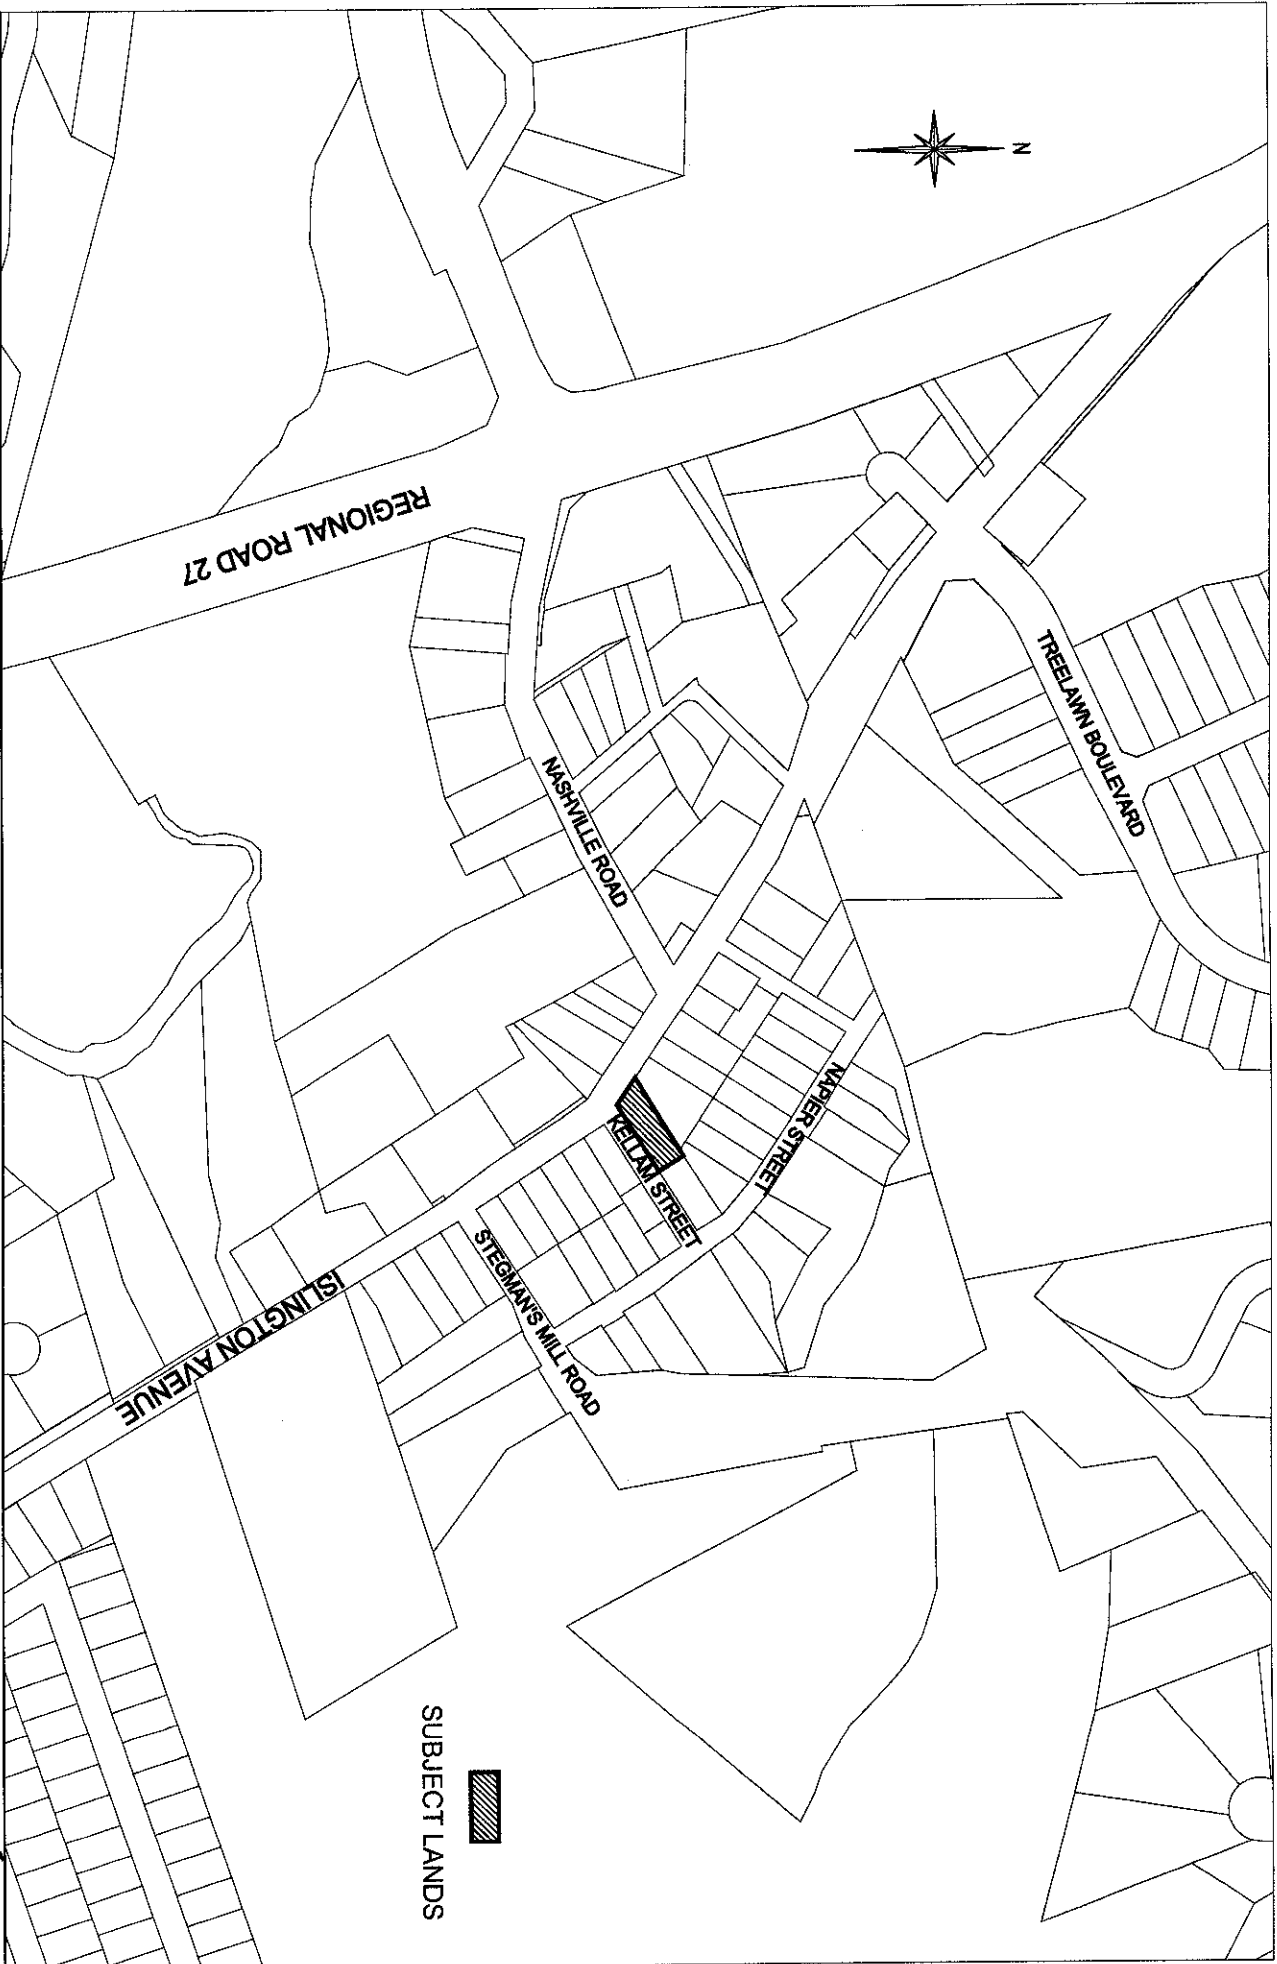 N
TREELAWN BOULEVARD
REGIONAL ROAD 27
NASHVILLE ROAD
NAPIER STREET
KELLAM STREET
STEGMAN'S MILL ROAD
ISLINGTON AVENUE
SUBJECT LANDS